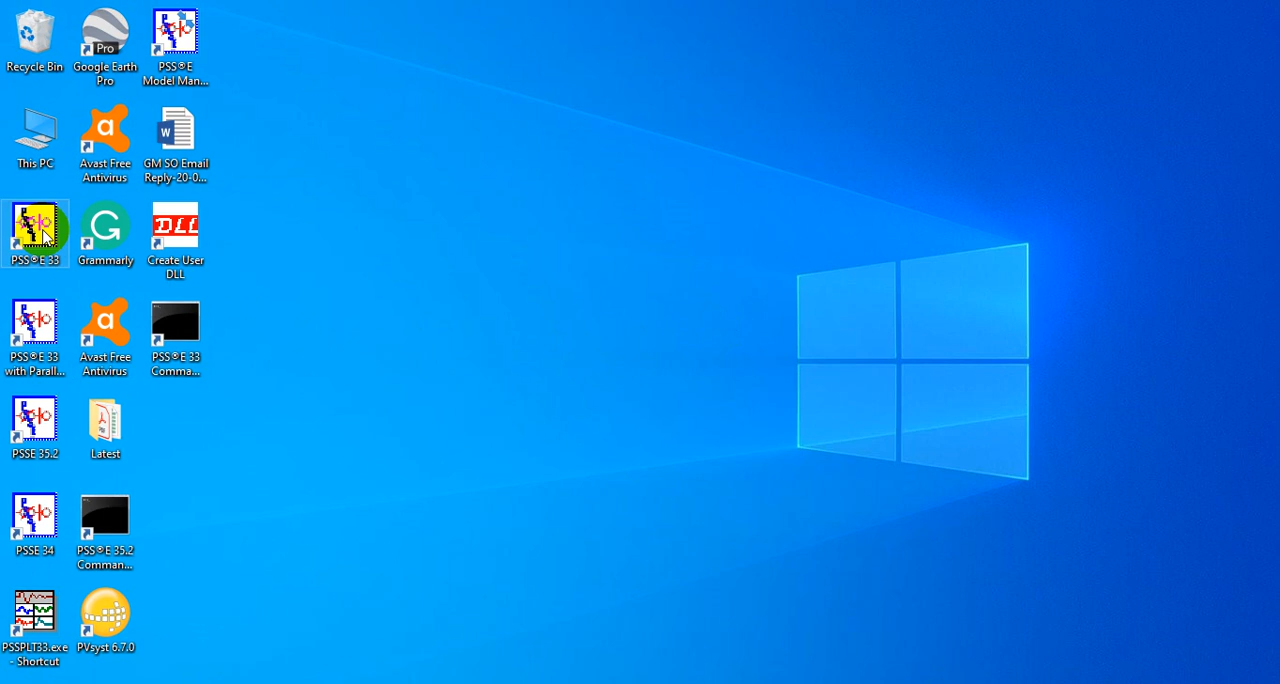 Recycle Bin
Pro
Google Earth
Pro
PSS®E
Model Man...
This PC
a
Avast Free
Antivirus
W
GM SO Email
Reply-20-0...
PSS®E 33
G
Grammarly
DLL
Create User
DLL
PSS®E 33
with Parall...
a
Avast Free
Antivirus
PSS®E 33
Comma...
PSSE 35.2
Latest
PSSE 34
PSS®E 35.2
Comman...
PSSPLT33.exe
- Shortcut
PVsyst 6.7.0